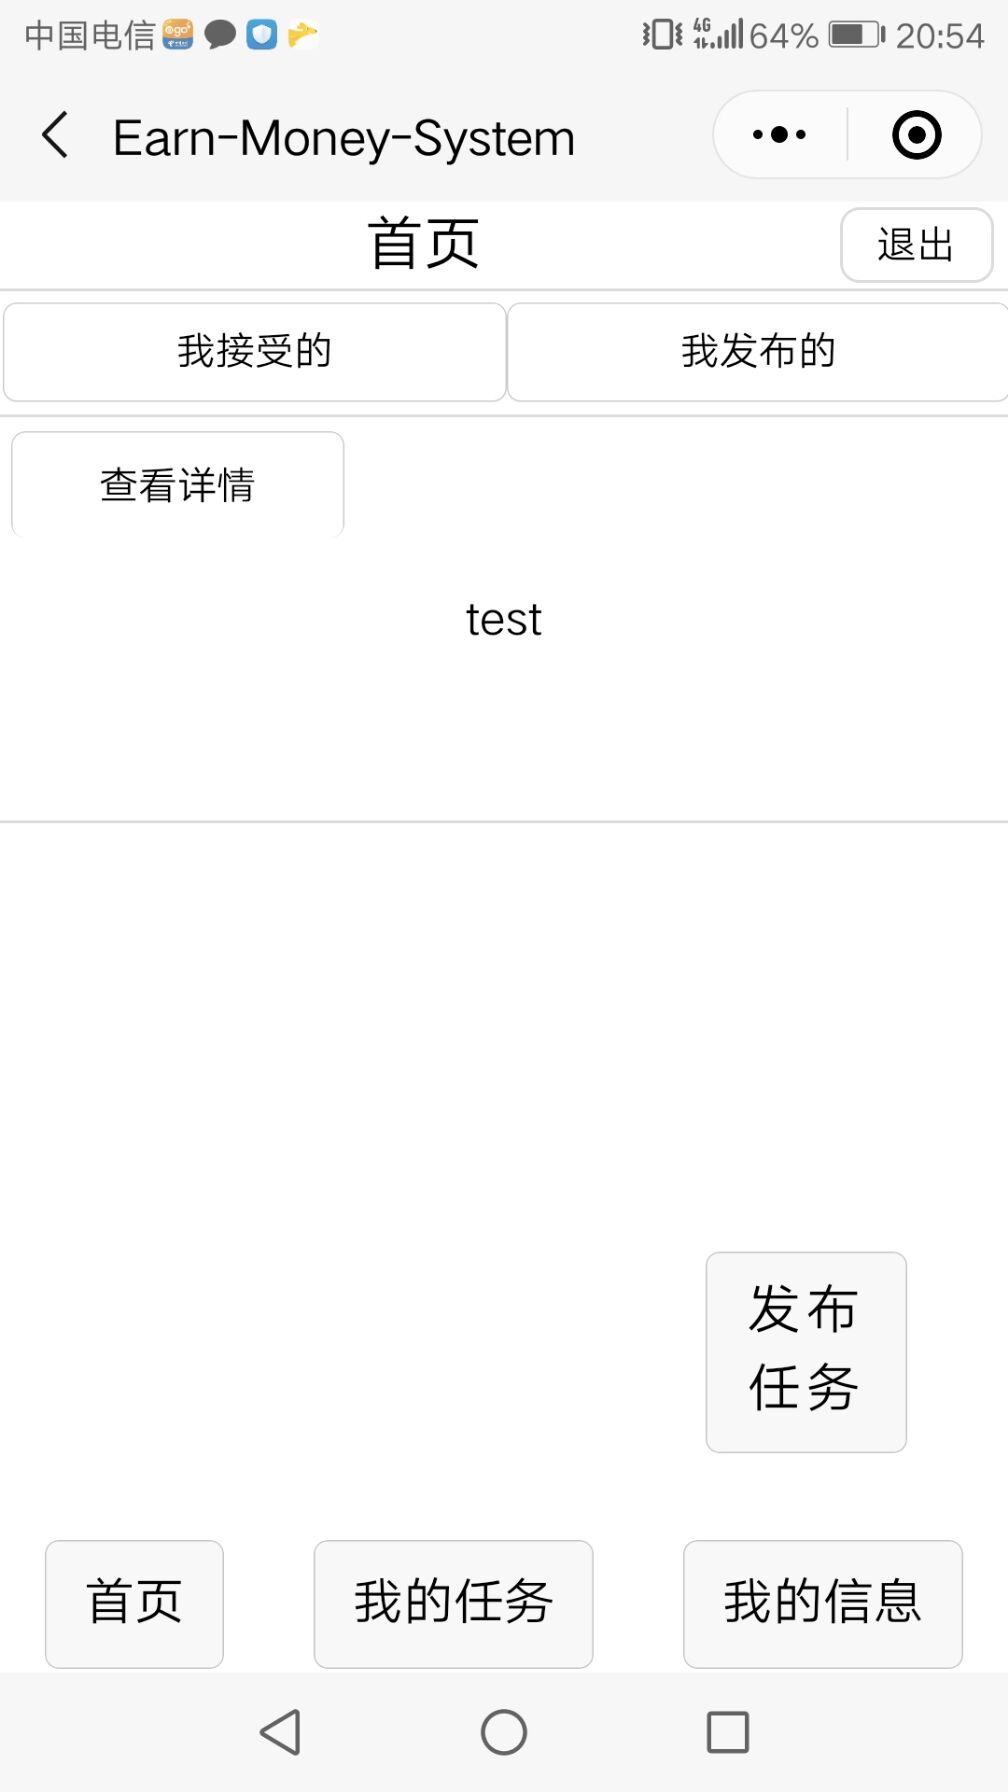 中国电信 4G 64% 20:54
Earn-Money-System
首页 退出
我接受的 我发布的
查看详情
test
发布
任务
首页 我的任务 我的信息